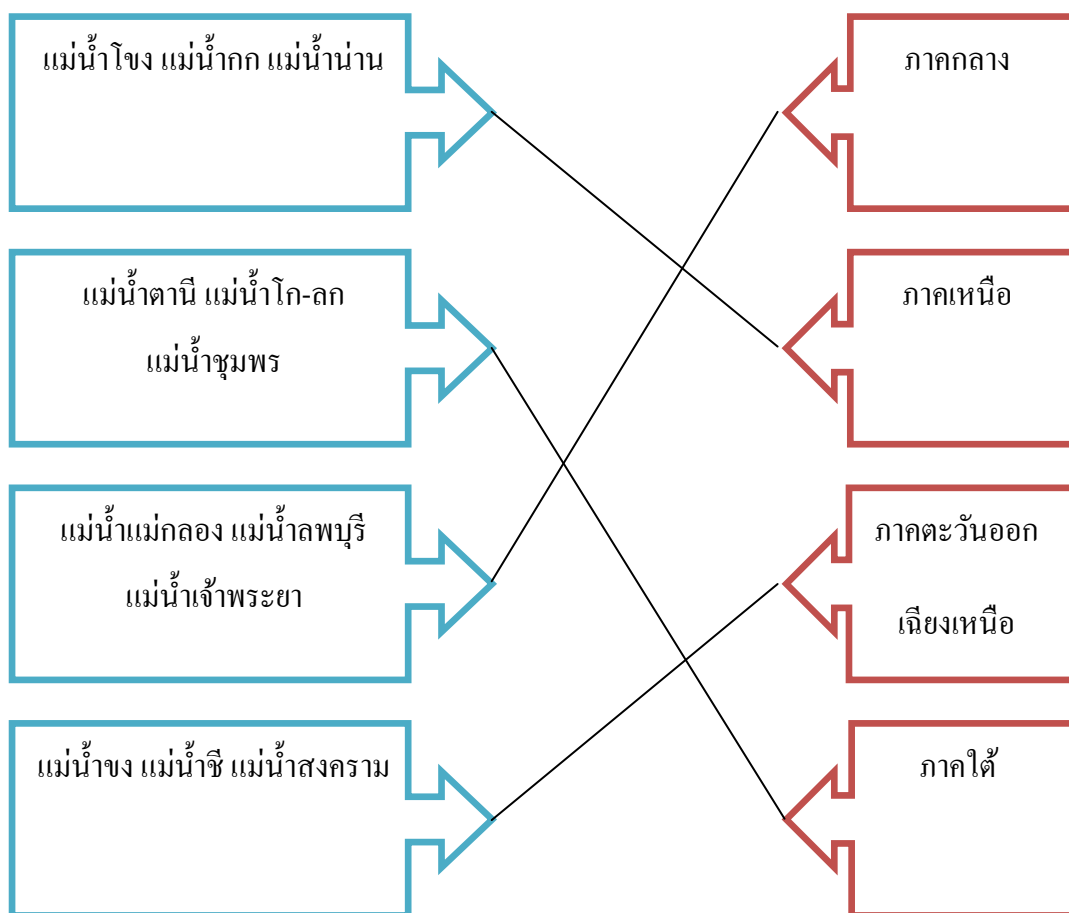 แม่น้ำโขง แม่น้ำกก แม่น้ำน่าน
ภาคกลาง
แม่น้ำตานี แม่น้ำโก-ลก
แม่น้ำชุมพร
ภาคเหนือ
แม่น้ำแม่กลอง แม่น้ำลพบุรี
แม่น้ำเจ้าพระยา
ภาคตะวันออก
เฉียงเหนือ
แม่น้ำขง แม่น้ำชี แม่น้ำสงคราม
ภาคใต้